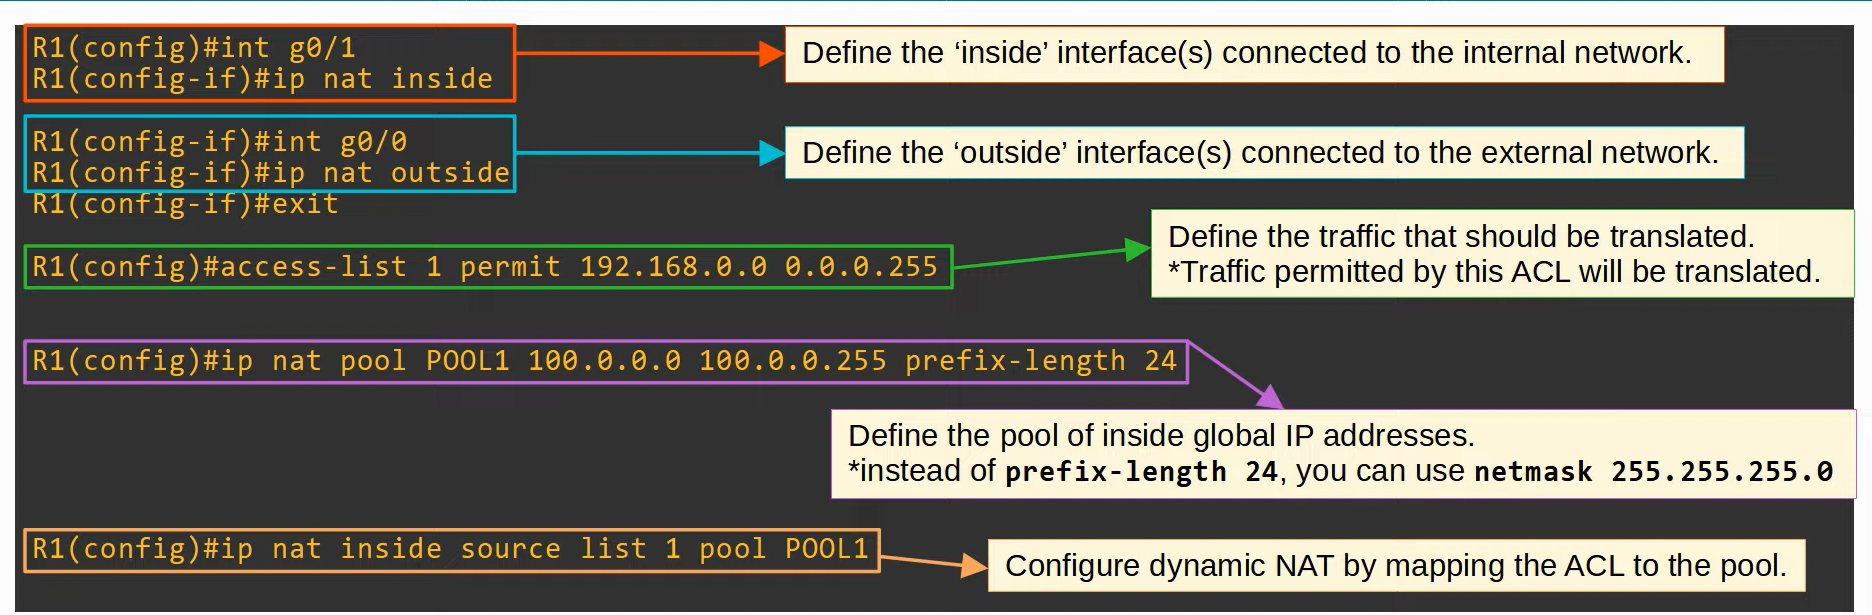 R1(config)#int g0/1
R1(config-if)#ip nat inside
Define the ‘inside’ interface(s) connected to the internal network.
R1(config-if)#int g0/0
R1(config-if)#ip nat outside
Define the ‘outside’ interface(s) connected to the external network.
R1(config-if)#exit
R1(config)#access-list 1 permit 192.168.0.0 0.0.0.255
Define the traffic that should be translated.
*Traffic permitted by this ACL will be translated.
R1(config)#ip nat pool POOL1 100.0.0.0 100.0.0.255 prefix-length 24
Define the pool of inside global IP addresses.
*instead of prefix-length 24, you can use netmask 255.255.255.0
R1(config)#ip nat inside source list 1 pool POOL1
Configure dynamic NAT by mapping the ACL to the pool.